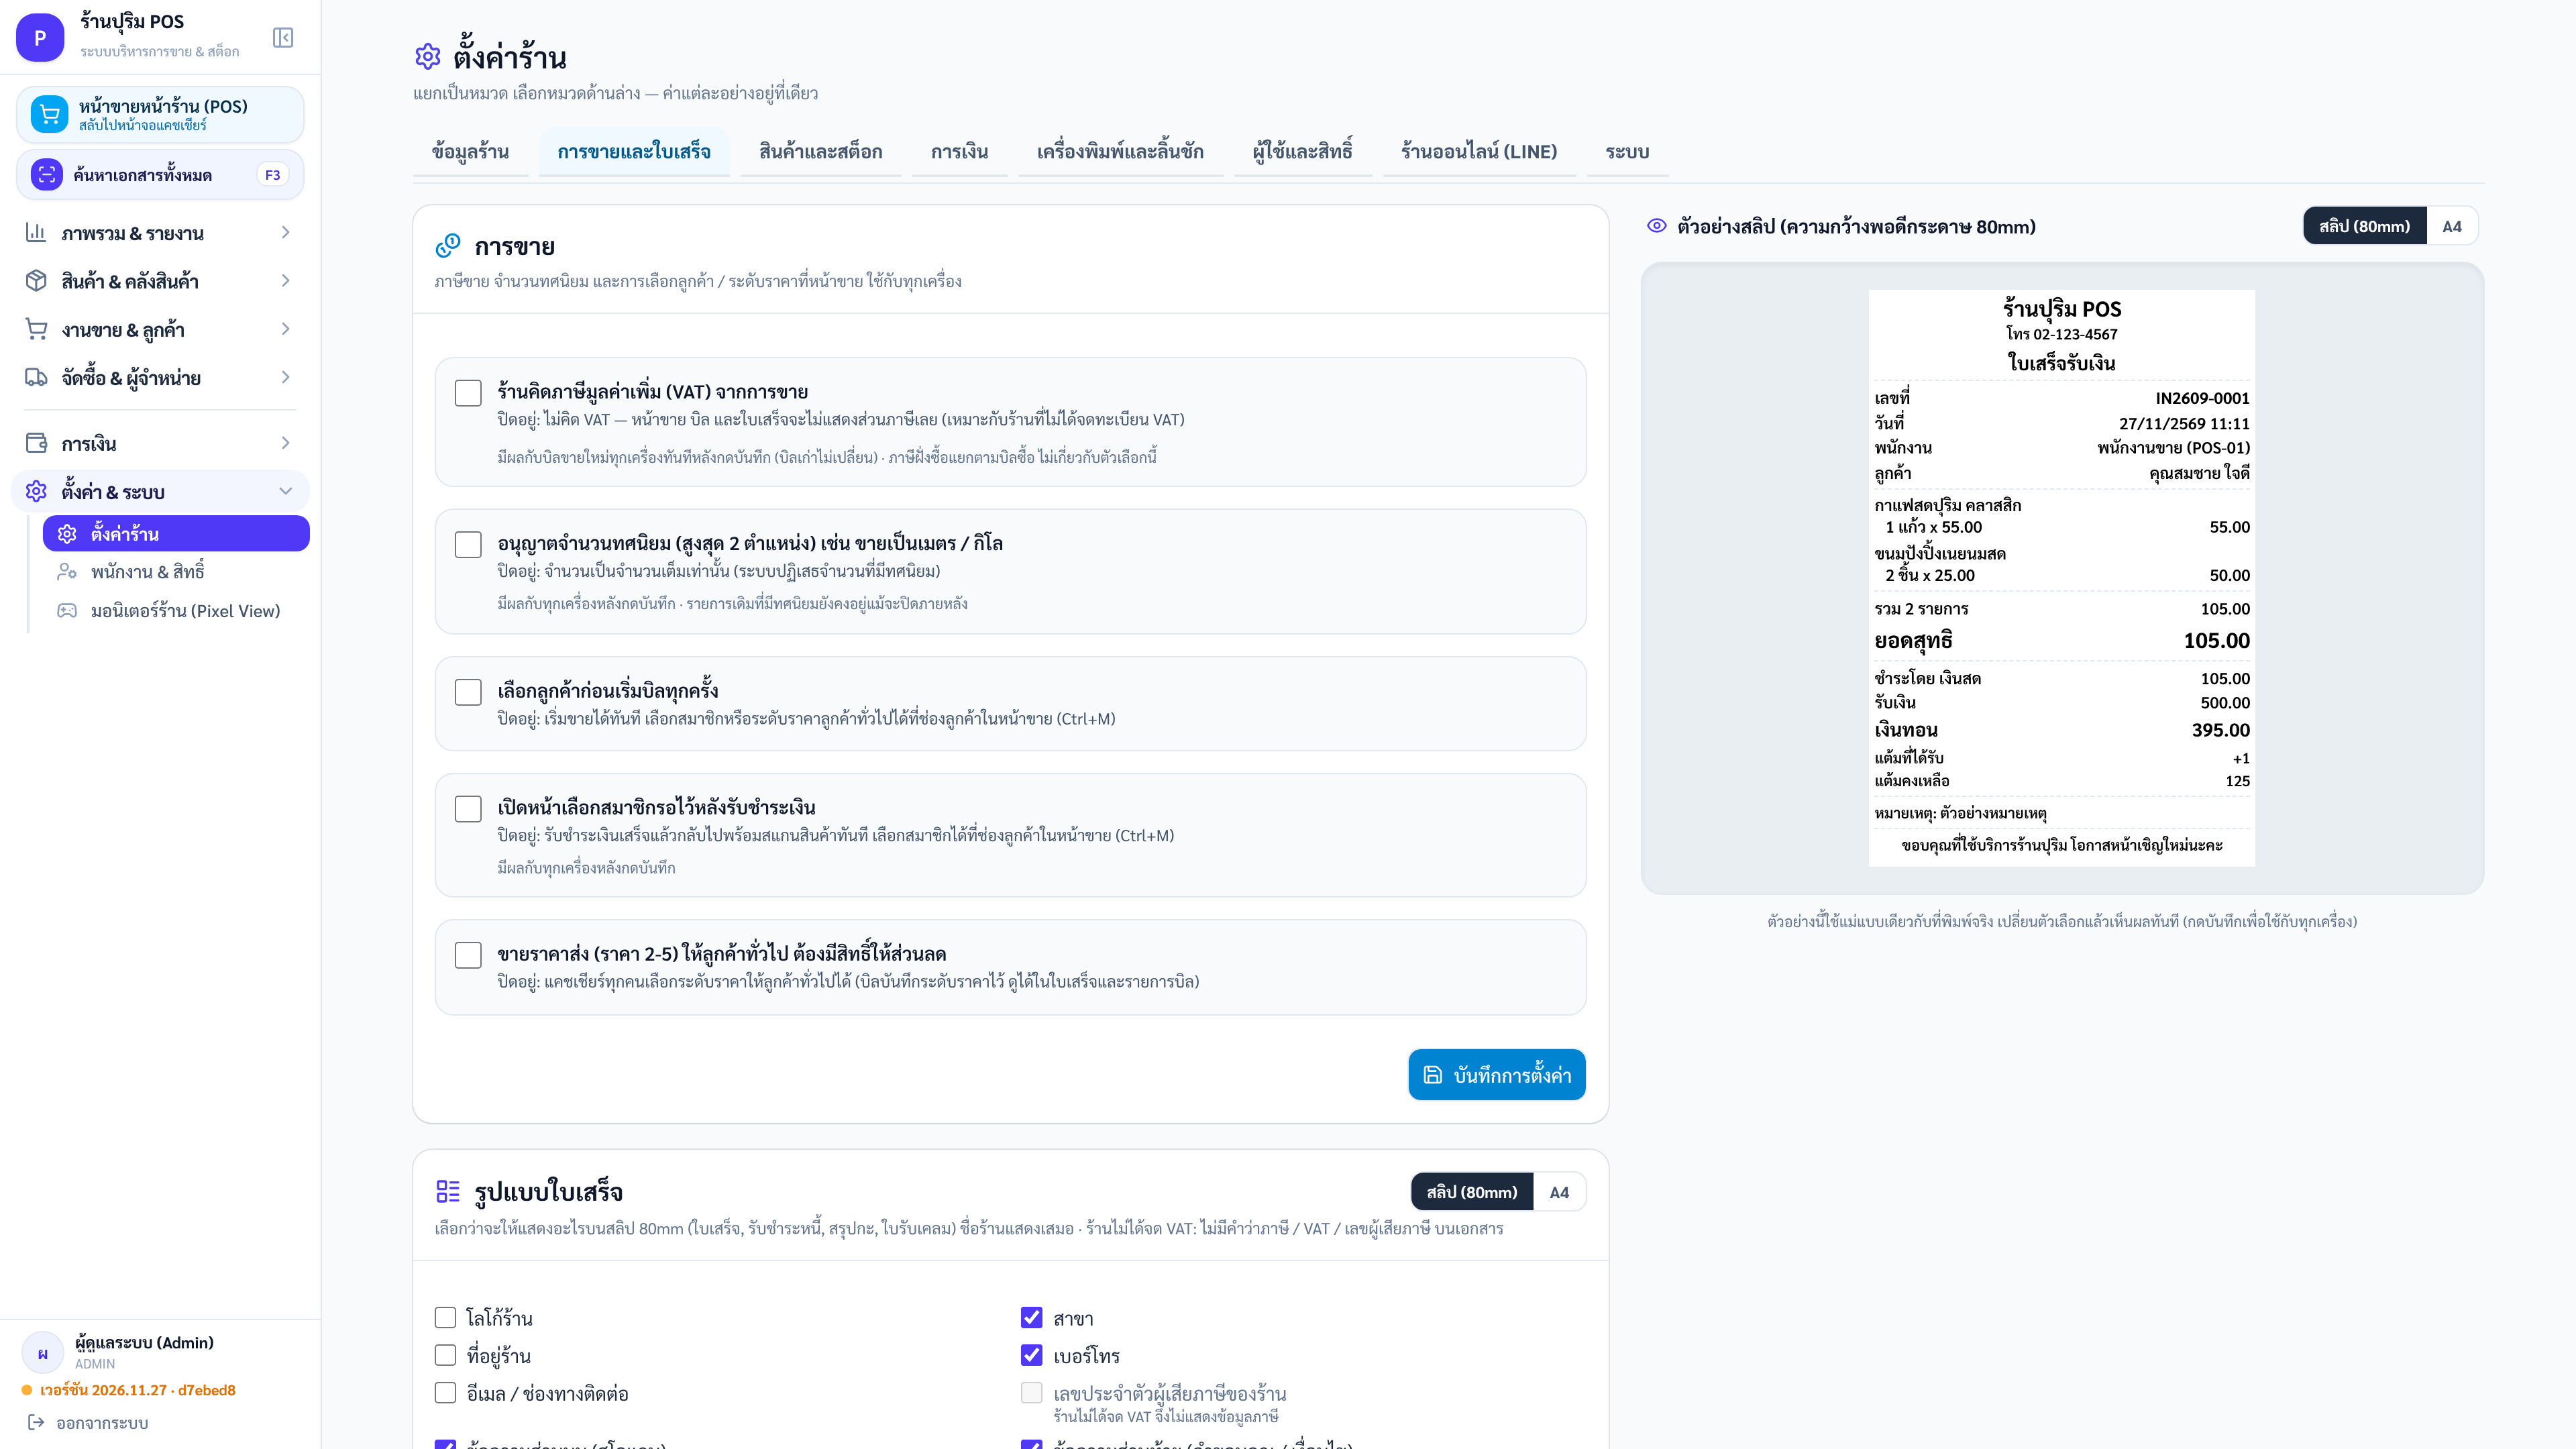 P
ร้านปุริม POS
ระบบบริหารการขาย & สต็อก
หน้าขายหน้าร้าน (POS)
สลับไปหน้าจอแคชเชียร์
ค้นหาเอกสารทั้งหมด
F3
ภาพรวม & รายงาน
สินค้า & คลังสินค้า
งานขาย & ลูกค้า
จัดซื้อ & ผู้จำหน่าย
การเงิน
ตั้งค่า & ระบบ
ตั้งค่าร้าน
พนักงาน & สิทธิ์
มอนิเตอร์ร้าน (Pixel View)
ผ
ผู้ดูแลระบบ (Admin)
ADMIN
เวอร์ชัน 2026.11.27 · d7ebed8
ออกจากระบบ
ตั้งค่าร้าน
แยกเป็นหมวด เลือกหมวดด้านล่าง — ค่าแต่ละอย่างอยู่ที่เดียว
ข้อมูลร้าน
การขายและใบเสร็จ
สินค้าและสต็อก
การเงิน
เครื่องพิมพ์และลิ้นชัก
ผู้ใช้และสิทธิ์
ร้านออนไลน์ (LINE)
ระบบ
การขาย
ภาษีขาย จำนวนทศนิยม และการเลือกลูกค้า / ระดับราคาที่หน้าขาย ใช้กับทุกเครื่อง
ร้านคิดภาษีมูลค่าเพิ่ม (VAT) จากการขาย
ปิดอยู่: ไม่คิด VAT — หน้าขาย บิล และใบเสร็จจะไม่แสดงส่วนภาษีเลย (เหมาะกับร้านที่ไม่ได้จดทะเบียน VAT)
มีผลกับบิลขายใหม่ทุกเครื่องทันทีหลังกดบันทึก (บิลเก่าไม่เปลี่ยน) · ภาษีฝั่งซื้อแยกตามบิลซื้อ ไม่เกี่ยวกับตัวเลือกนี้
อนุญาตจำนวนทศนิยม (สูงสุด 2 ตำแหน่ง) เช่น ขายเป็นเมตร / กิโล
ปิดอยู่: จำนวนเป็นจำนวนเต็มเท่านั้น (ระบบปฏิเสธจำนวนที่มีทศนิยม)
มีผลกับทุกเครื่องหลังกดบันทึก · รายการเดิมที่มีทศนิยมยังคงอยู่แม้จะปิดภายหลัง
เลือกลูกค้าก่อนเริ่มบิลทุกครั้ง
ปิดอยู่: เริ่มขายได้ทันที เลือกสมาชิกหรือระดับราคาลูกค้าทั่วไปได้ที่ช่องลูกค้าในหน้าขาย (Ctrl+M)
เปิดหน้าเลือกสมาชิกรอไว้หลังรับชำระเงิน
ปิดอยู่: รับชำระเงินเสร็จแล้วกลับไปพร้อมสแกนสินค้าทันที เลือกสมาชิกได้ที่ช่องลูกค้าในหน้าขาย (Ctrl+M)
มีผลกับทุกเครื่องหลังกดบันทึก
ขายราคาส่ง (ราคา 2-5) ให้ลูกค้าทั่วไป ต้องมีสิทธิ์ให้ส่วนลด
ปิดอยู่: แคชเชียร์ทุกคนเลือกระดับราคาให้ลูกค้าทั่วไปได้ (บิลบันทึกระดับราคาไว้ ดูได้ในใบเสร็จและรายการบิล)
บันทึกการตั้งค่า
รูปแบบใบเสร็จ
สลิป (80mm)
A4
เลือกว่าจะให้แสดงอะไรบนสลิป 80mm (ใบเสร็จ, รับชำระหนี้, สรุปกะ, ใบรับเคลม) ชื่อร้านแสดงเสมอ · ร้านไม่ได้จด VAT: ไม่มีคำว่าภาษี / VAT / เลขผู้เสียภาษี บนเอกสาร
โลโก้ร้าน
สาขา
ที่อยู่ร้าน
เบอร์โทร
อีเมล / ช่องทางติดต่อ
เลขประจำตัวผู้เสียภาษีของร้าน
ร้านไม่ได้จด VAT จึงไม่แสดงข้อมูลภาษี
ตัวอย่างสลิป (ความกว้างพอดีกระดาษ 80mm)
สลิป (80mm)
A4
ร้านปุริม POS
โทร 02-123-4567
ใบเสร็จรับเงิน
เลขที่ IN2609-0001
วันที่ 27/11/2569 11:11
พนักงาน พนักงานขาย (POS-01)
ลูกค้า คุณสมชาย ใจดี
กาแฟสดปุริม คลาสสิก
1 แก้ว x 55.00 55.00
ขนมปังปิ้งเนยนมสด
2 ชิ้น x 25.00 50.00
รวม 2 รายการ 105.00
ยอดสุทธิ 105.00
ชำระโดย เงินสด 105.00
รับเงิน 500.00
เงินทอน 395.00
แต้มที่ได้รับ +1
แต้มคงเหลือ 125
หมายเหตุ: ตัวอย่างหมายเหตุ
ขอบคุณที่ใช้บริการร้านปุริม โอกาสหน้าเชิญใหม่นะคะ
ตัวอย่างนี้ใช้แม่แบบเดียวกับที่พิมพ์จริง เปลี่ยนตัวเลือกแล้วเห็นผลทันที (กดบันทึกเพื่อใช้กับทุกเครื่อง)